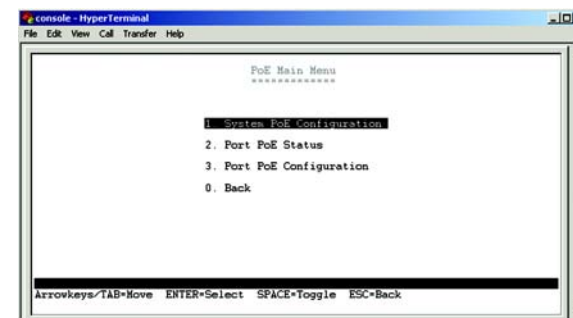 console - HyperTerminal
File Edit View Call Transfer Help
PoE Main Menu
=============
1. System PoE Configuration
2. Port PoE Status
3. Port PoE Configuration
0. Back
Arrowkeys/TAB=Move ENTER=Select SPACE=Toggle ESC=Back